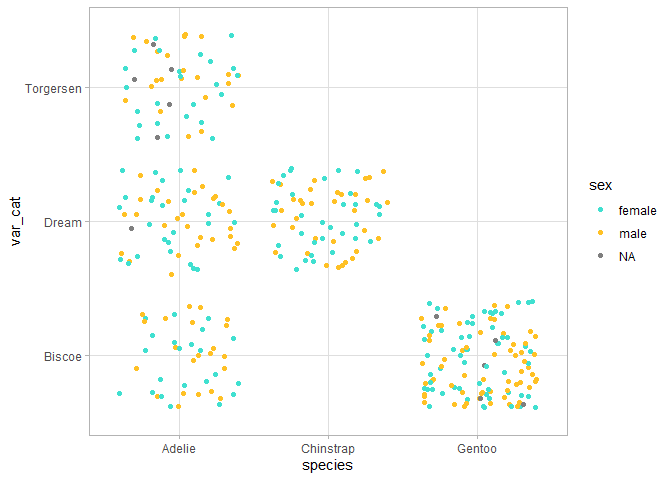 Torgersen
Dream
Biscoe
var_cat
Adelie
Chinstrap
Gentoo
species
sex
female
male
NA